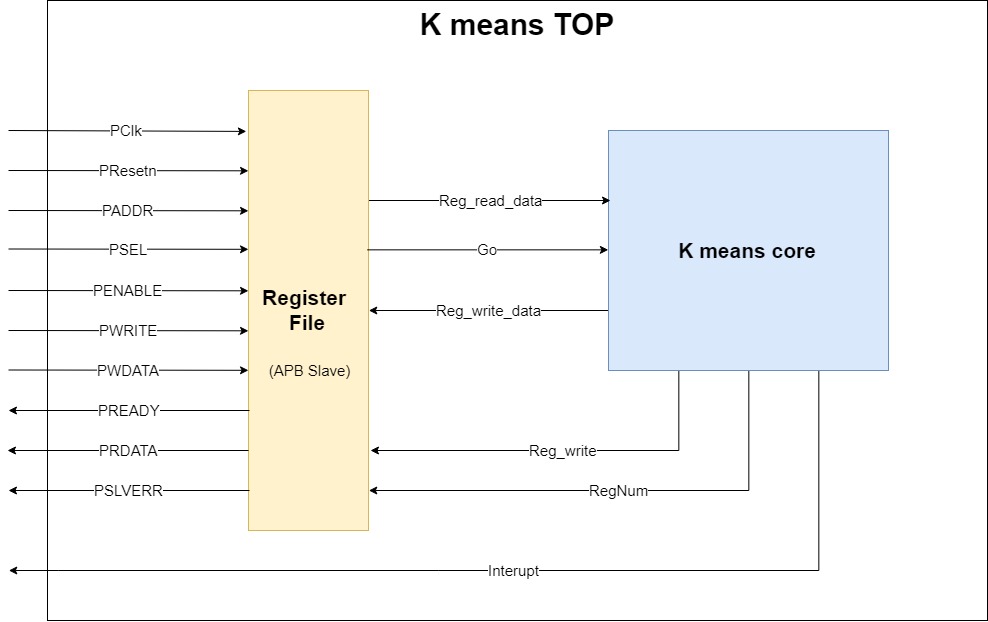 K means TOP
PClk
PResetn
PADDR
PSEL
PENABLE
PWRITE
PWDATA
PREADY
PRDATA
PSLVERR
Register
File
(APB Slave)
Reg_read_data
Go
Reg_write_data
Reg_write
RegNum
Interupt
K means core